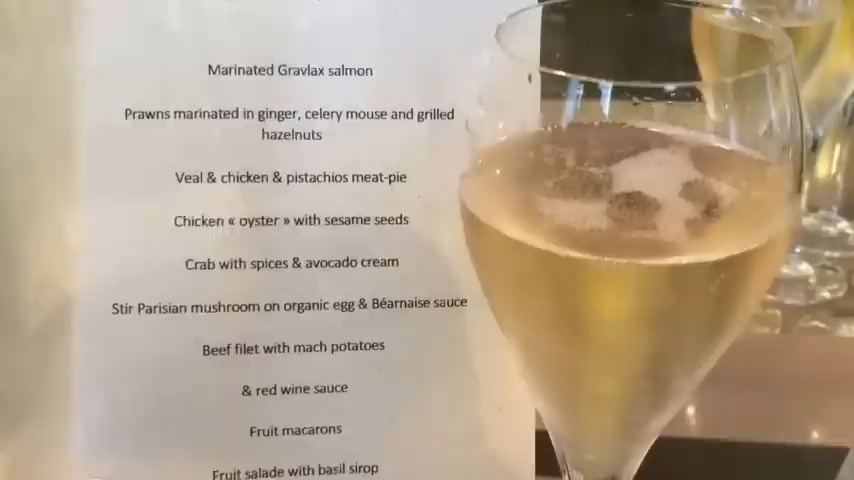 Marinated Gravlax salmon
Prawns marinated in ginger, celery mouse and grilled
hazelnuts
Veal & chicken & pistachios meat-pie
Chicken « oyster » with sesame seeds
Crab with spices & avocado cream
Stir Parisian mushroom on organic egg & Béarnaise sauce
Beef filet with mach potatoes
& red wine sauce
Fruit macarons
Fruit salade with basil sirop